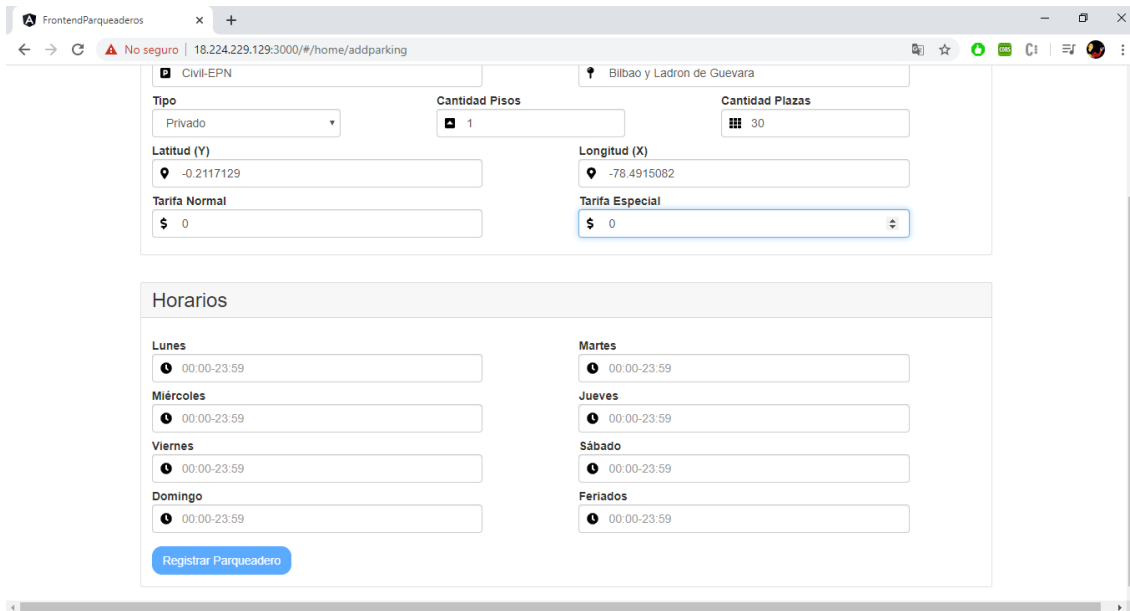 FrontendParqueaderos
No seguro | 18.224.229.129:3000/#/home/addparking
Civil-EPN Bilbao y Ladron de Guevara
Tipo Cantidad Pisos Cantidad Plazas
Privado 1 30
Latitud (Y) Longitud (X)
-0.2117129 -78.4915082
Tarifa Normal Tarifa Especial
$ 0 $ 0
Horarios
Lunes Martes
00:00-23:59 00:00-23:59
Miércoles Jueves
00:00-23:59 00:00-23:59
Viernes Sábado
00:00-23:59 00:00-23:59
Domingo Feriados
00:00-23:59 00:00-23:59
Registrar Parqueadero